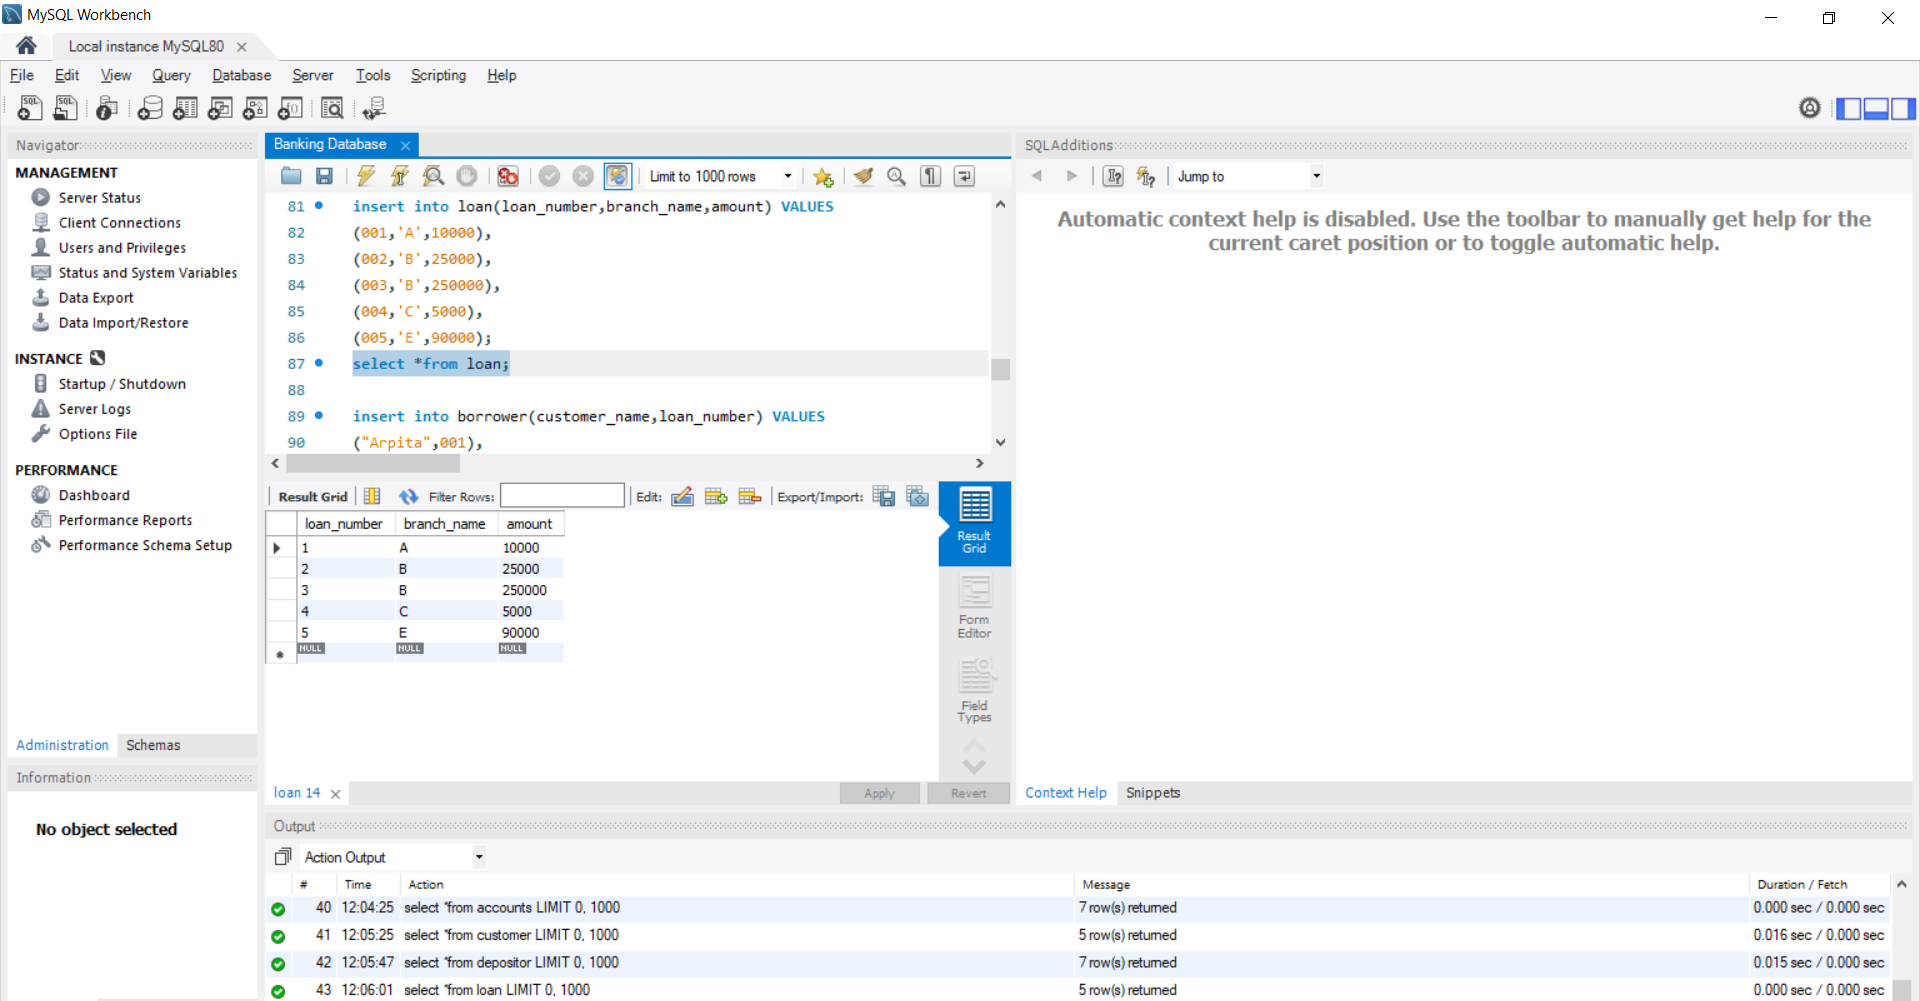 MySQL Workbench
Local instance MySQL80
File Edit View Query Database Server Tools Scripting Help
Navigator
MANAGEMENT
Server Status
Client Connections
Users and Privileges
Status and System Variables
Data Export
Data Import/Restore
INSTANCE
Startup / Shutdown
Server Logs
Options File
PERFORMANCE
Dashboard
Performance Reports
Performance Schema Setup
Administration Schemas
Information
No object selected
Banking Database
Limit to 1000 rows
81 insert into loan(loan_number,branch_name,amount) VALUES
82 (001,'A',10000),
83 (002,'B',25000),
84 (003,'B',250000),
85 (004,'C',5000),
86 (005,'E',90000);
87 select *from loan;
88
89 insert into borrower(customer_name,loan_number) VALUES
90 ("Arpita",001),
Result Grid Filter Rows: Edit: Export/Import:
loan_number branch_name amount
1 A 10000
2 B 25000
3 B 250000
4 C 5000
5 E 90000
NULL NULL NULL
Result
Grid
Form
Editor
Field
Types
loan 14 Apply Revert
SQLAdditions
Jump to
Automatic context help is disabled. Use the toolbar to manually get help for the
current caret position or to toggle automatic help.
Context Help Snippets
Output
Action Output
# Time Action Message Duration / Fetch
40 12:04:25 select *from accounts LIMIT 0, 1000 7 row(s) returned 0.000 sec / 0.000 sec
41 12:05:25 select *from customer LIMIT 0, 1000 5 row(s) returned 0.016 sec / 0.000 sec
42 12:05:47 select *from depositor LIMIT 0, 1000 7 row(s) returned 0.015 sec / 0.000 sec
43 12:06:01 select *from loan LIMIT 0, 1000 5 row(s) returned 0.000 sec / 0.000 sec